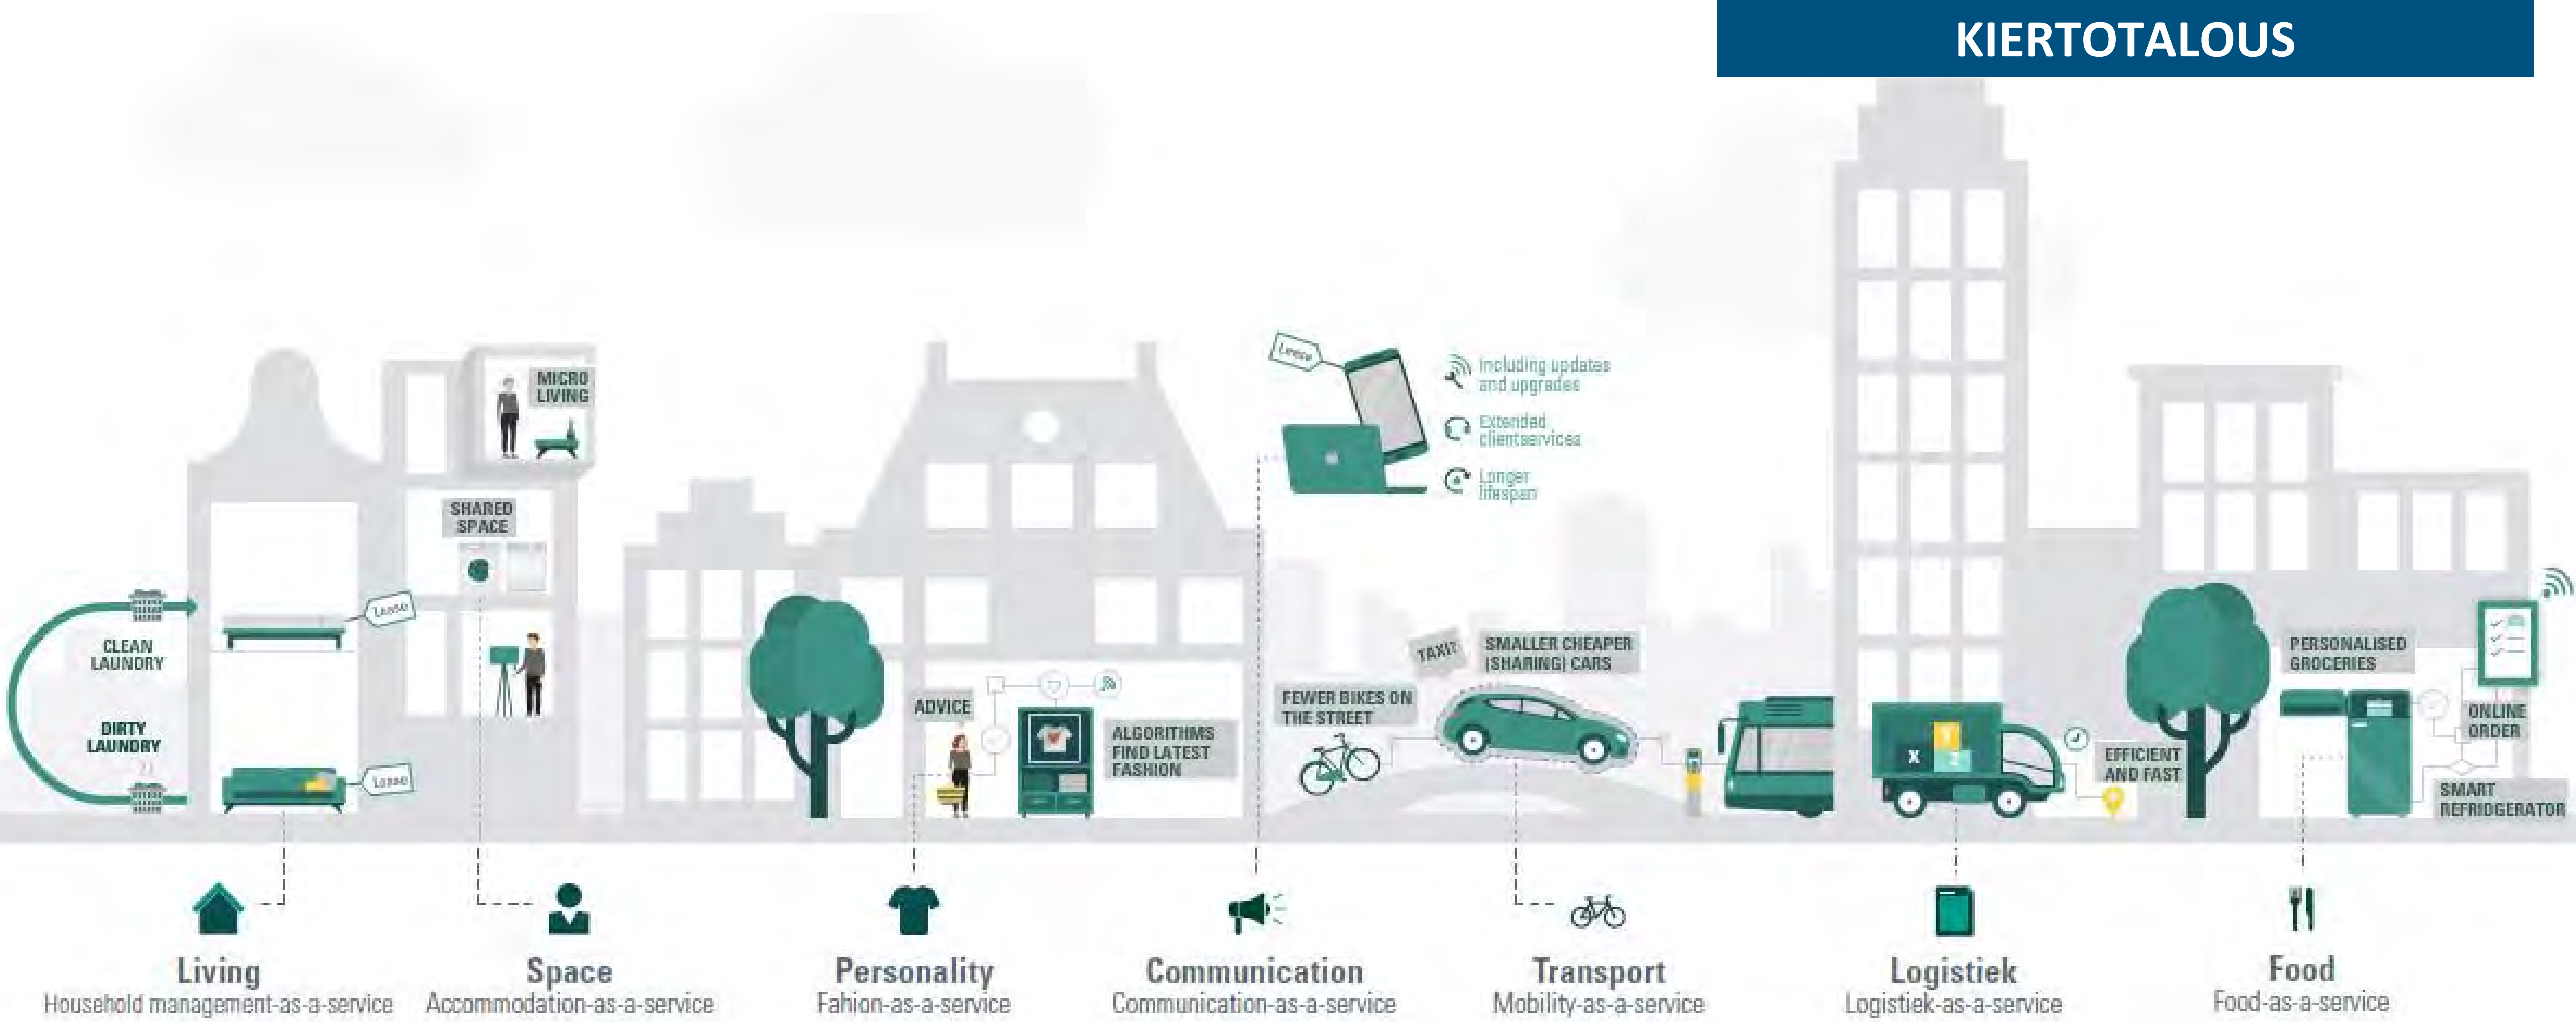 KIERTOTALOUS
MICRO
LIVING
SHARED
SPACE
Lease
CLEAN
LAUNDRY
DIRTY
LAUNDRY
Lease
ADVICE
ALGORITHMS
FIND LATEST
FASHION
Lease
Including updates
and upgrades
Extended
clientservices
Longer
lifespan
FEWER BIKES ON
THE STREET
TAXI?
SMALLER CHEAPER
(SHARING) CARS
X
1
2
EFFICIENT
AND FAST
PERSONALISED
GROCERIES
ONLINE
ORDER
SMART
REFRIDGERATOR
Living
Household management-as-a-service
Space
Accommodation-as-a-service
Personality
Fahion-as-a-service
Communication
Communication-as-a-service
Transport
Mobility-as-a-service
Logistiek
Logistiek-as-a-service
Food
Food-as-a-service